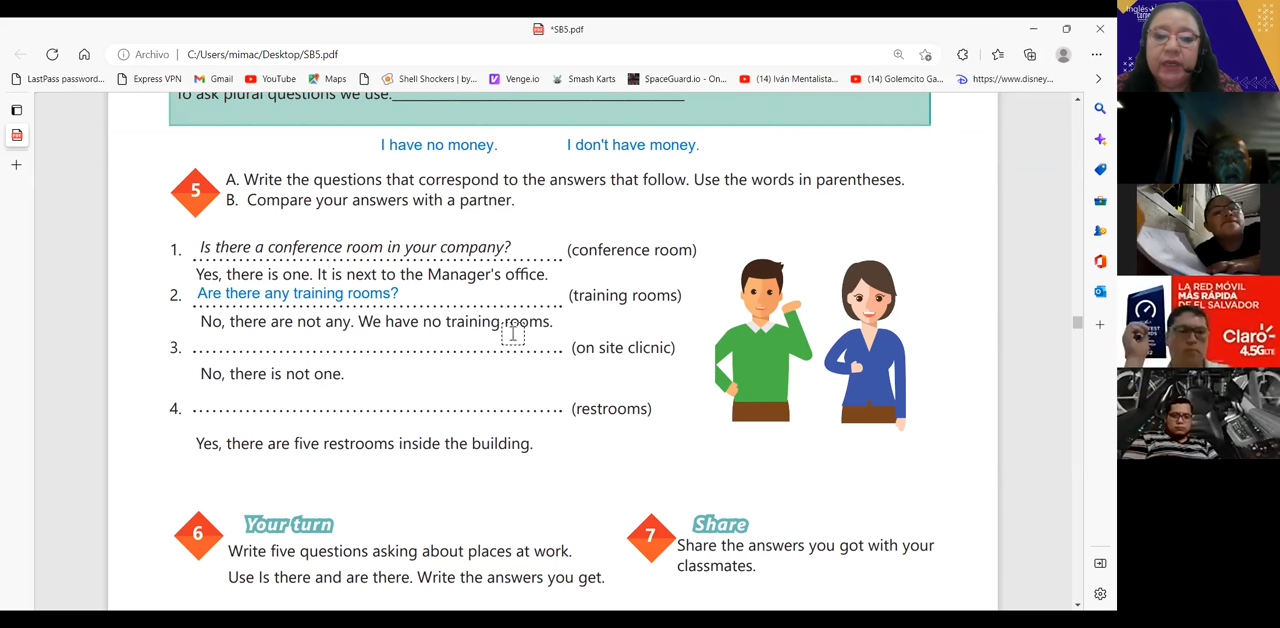 *SB5.pdf
Archivo | C:/Users/mimac/Desktop/SB5.pdf
LastPass password... Express VPN Gmail YouTube Maps Shell Shockers | by... Venge.io Smash Karts SpaceGuard.io - On... (14) Iván Mentalista... (14) Golemcito Ga... https://www.disney...
To ask plural questions we use:
I have no money. I don't have money.
5 A. Write the questions that correspond to the answers that follow. Use the words in parentheses.
B. Compare your answers with a partner.
1. Is there a conference room in your company? (conference room)
Yes, there is one. It is next to the Manager's office.
2. Are there any training rooms? (training rooms)
No, there are not any. We have no training rooms.
3. (on site clicnic)
No, there is not one.
4. (restrooms)
Yes, there are five restrooms inside the building.
6 Your turn
Write five questions asking about places at work.
Use Is there and are there. Write the answers you get.
7 Share
Share the answers you got with your
classmates.
Inglés
LA RED MÓVIL
MÁS RÁPIDA
DE EL SALVADOR
Claro
4.5G LTE